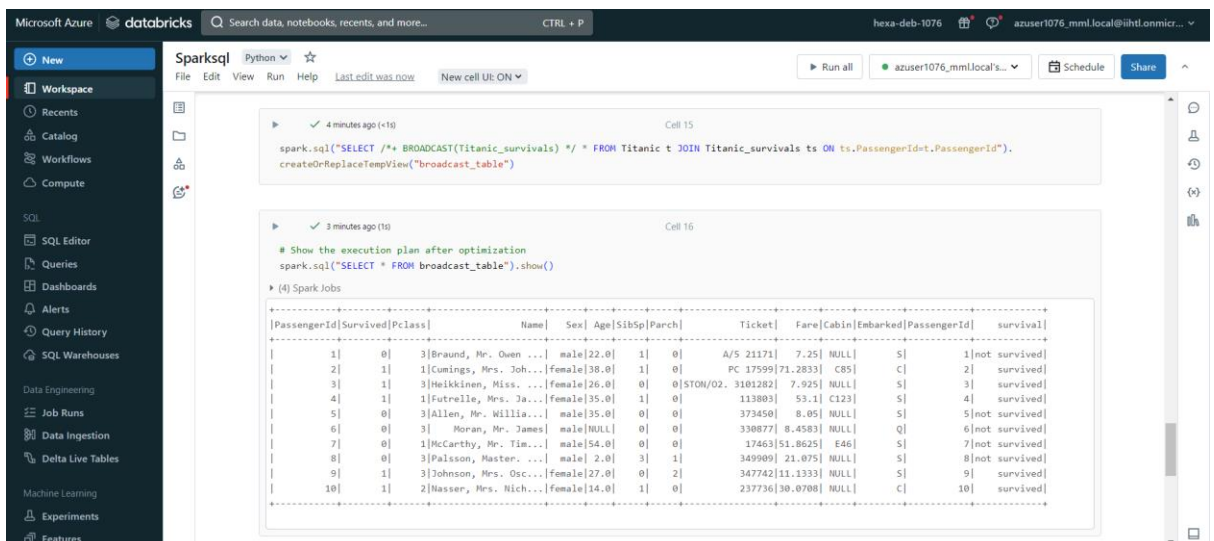 Microsoft Azure databricks Search data, notebooks, recents, and more... CTRL + P hexa-deb-1076 azuser1076_mml.local@iihtl.onmicr...
New
Workspace
Recents
Catalog
Workflows
Compute
SQL
SQL Editor
Queries
Dashboards
Alerts
Query History
SQL Warehouses
Data Engineering
Job Runs
Data Ingestion
Delta Live Tables
Machine Learning
Experiments
Features
Sparksql Python
File Edit View Run Help Last edit was now New cell UI: ON
Run all azuser1076_mml.local's... Schedule Share
4 minutes ago (<1s) Cell 15
spark.sql("SELECT /*+ BROADCAST(Titanic_survivals) */ * FROM Titanic t JOIN Titanic_survivals ts ON ts.PassengerId=t.PassengerId").
createOrReplaceTempView("broadcast_table")
3 minutes ago (1s) Cell 16
# Show the execution plan after optimization
spark.sql("SELECT * FROM broadcast_table").show()
(4) Spark Jobs
+-----------+--------+------+--------------------+------+----+-----+-----+----------------+-------+-----+--------+-----------+------------+
|PassengerId|Survived|Pclass| Name| Sex| Age|SibSp|Parch| Ticket| Fare|Cabin|Embarked|PassengerId| survival|
+-----------+--------+------+--------------------+------+----+-----+-----+----------------+-------+-----+--------+-----------+------------+
| 1| 0| 3|Braund, Mr. Owen ...| male|22.0| 1| 0| A/5 21171| 7.25| NULL| S| 1|not survived|
| 2| 1| 1|Cumings, Mrs. Joh...|female|38.0| 1| 0| PC 17599|71.2833| C85| C| 2| survived|
| 3| 1| 3|Heikkinen, Miss. ...|female|26.0| 0| 0|STON/O2. 3101282| 7.925| NULL| S| 3| survived|
| 4| 1| 1|Futrelle, Mrs. Ja...|female|35.0| 1| 0| 113803| 53.1| C123| S| 4| survived|
| 5| 0| 3|Allen, Mr. Willia...| male|35.0| 0| 0| 373450| 8.05| NULL| S| 5|not survived|
| 6| 0| 3| Moran, Mr. James| male|NULL| 0| 0| 330877| 8.4583| NULL| Q| 6|not survived|
| 7| 0| 1|McCarthy, Mr. Tim...| male|54.0| 0| 0| 17463|51.8625| E46| S| 7|not survived|
| 8| 0| 3|Palsson, Master. ...| male| 2.0| 3| 1| 349909| 21.075| NULL| S| 8|not survived|
| 9| 1| 3|Johnson, Mrs. Osc...|female|27.0| 0| 2| 347742|11.1333| NULL| S| 9| survived|
| 10| 1| 2|Nasser, Mrs. Nich...|female|14.0| 1| 0| 237736|30.0708| NULL| C| 10| survived|
+-----------+--------+------+--------------------+------+----+-----+-----+----------------+-------+-----+--------+-----------+------------+